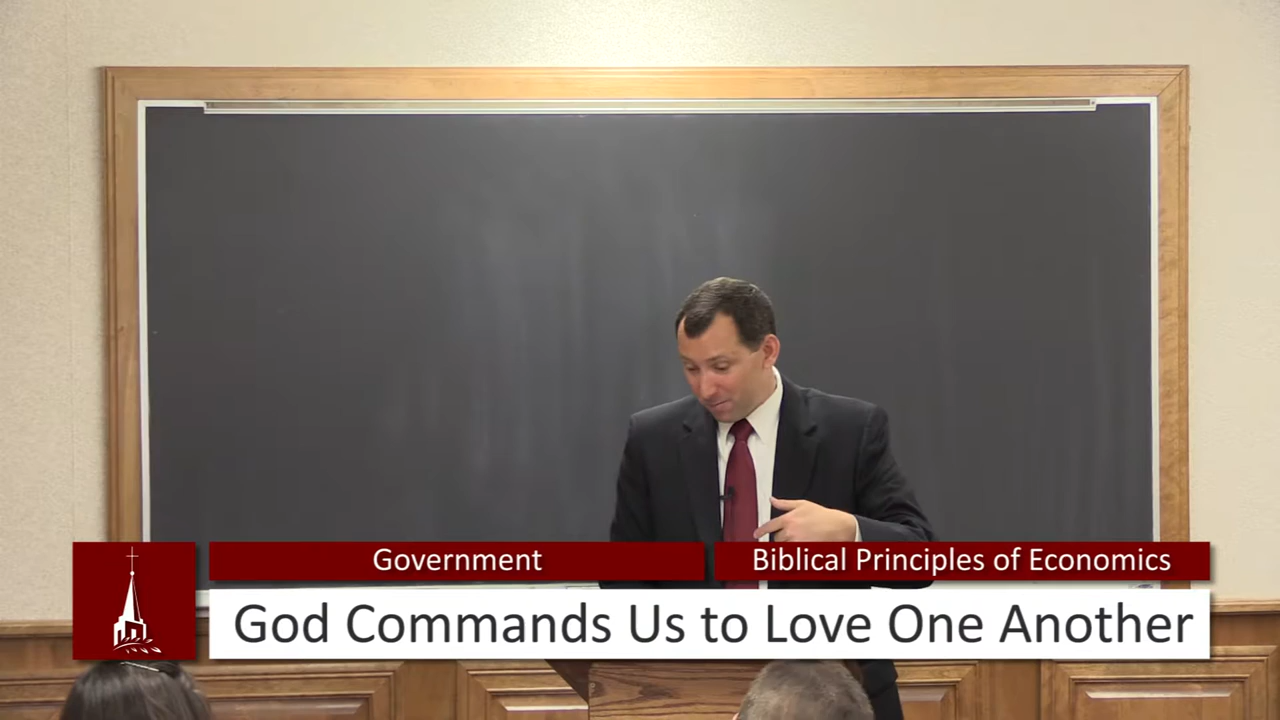 Government
Biblical Principles of Economics
God Commands Us to Love One Another